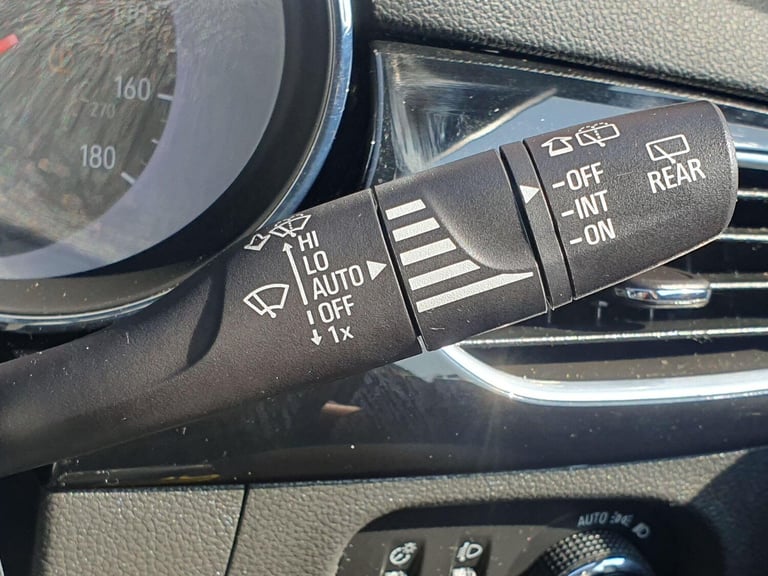 160
270
180
HI
LO
AUTO
OFF
1x
OFF
INT
ON
REAR
AUTO